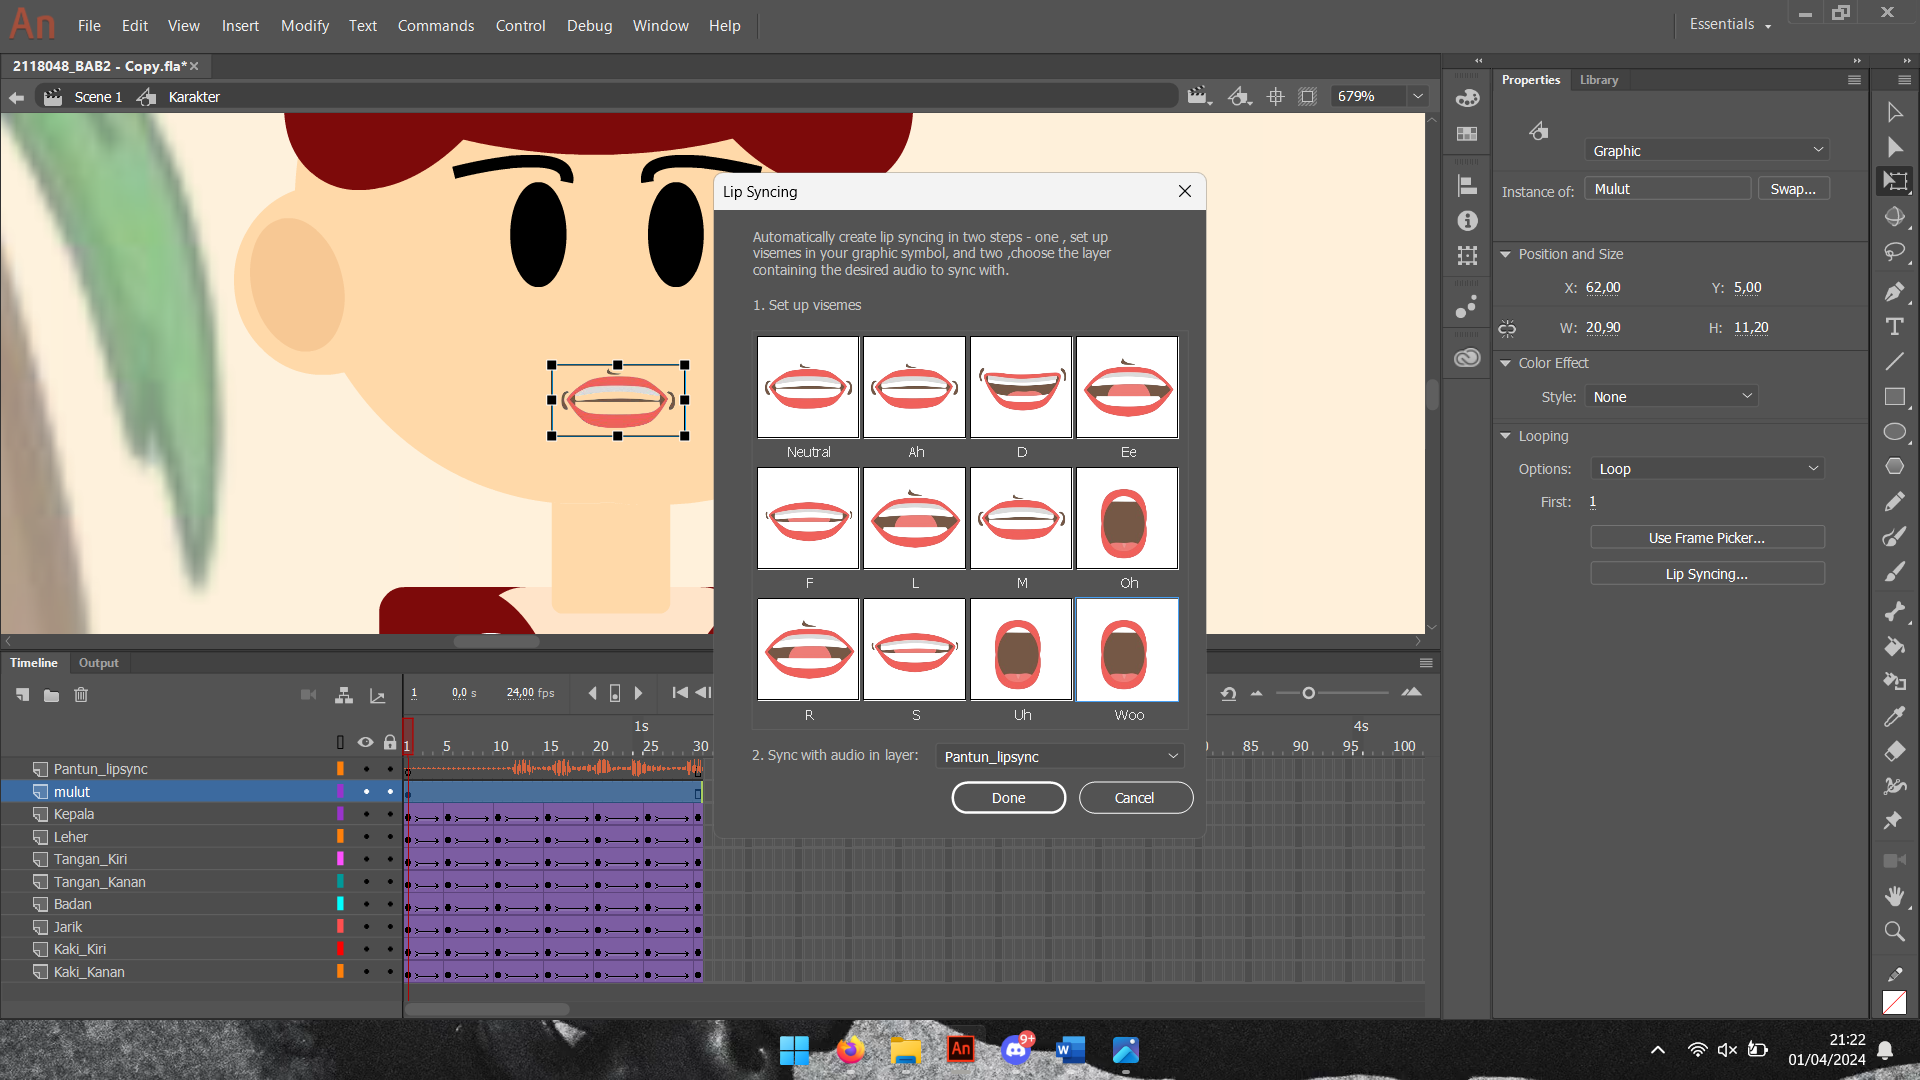 An File Edit View Insert Modify Text Commands Control Debug Window Help Essentials
2118048_BAB2 - Copy.fla*
Scene 1 Karakter 679%
Properties Library
Graphic
Instance of: Mulut Swap...
Position and Size
X: 62,00 Y: 5,00
W: 20,90 H: 11,20
Color Effect
Style: None
Looping
Options: Loop
First: 1
Use Frame Picker...
Lip Syncing...
Lip Syncing
Automatically create lip syncing in two steps - one , set up
visemes in your graphic symbol, and two ,choose the layer
containing the desired audio to sync with.
1. Set up visemes
Neutral Ah D Ee
F L M Oh
R S Uh Woo
2. Sync with audio in layer: Pantun_lipsync
Done Cancel
Timeline Output
1 0,0 s 24,00 fps
1s 4s
1 5 10 15 20 25 30 85 90 95 100
Pantun_lipsync
mulut
Kepala
Leher
Tangan_Kiri
Tangan_Kanan
Badan
Jarik
Kaki_Kiri
Kaki_Kanan
An 9+ W
21:22
01/04/2024